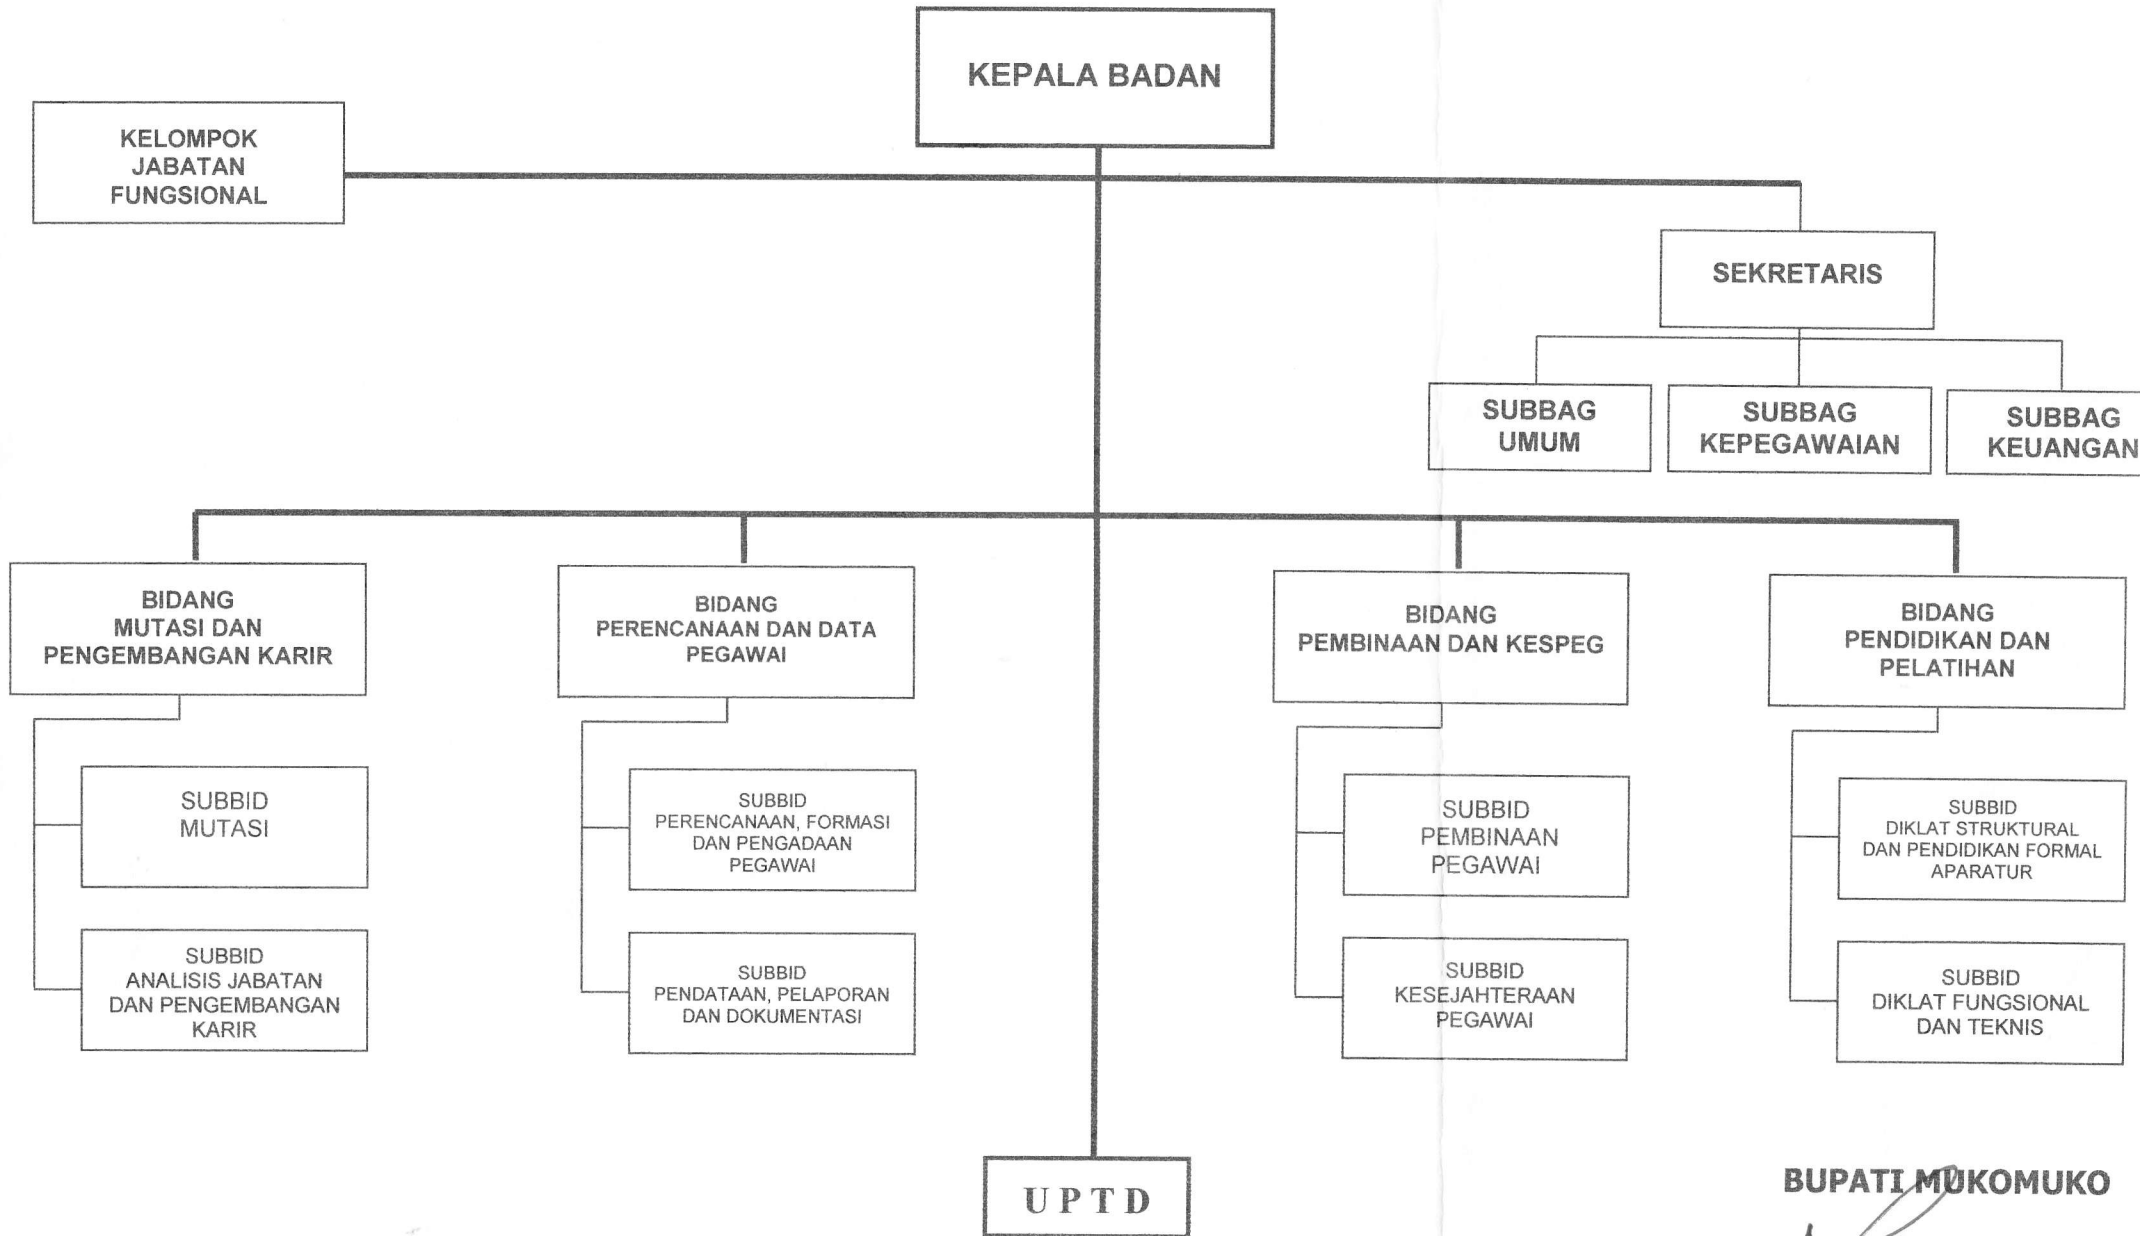 KEPALA BADAN
KELOMPOK
JABATAN
FUNGSIONAL
SEKRETARIS
SUBBAG
UMUM
SUBBAG
KEPEGAWAIAN
SUBBAG
KEUANGAN
BIDANG
MUTASI DAN
PENGEMBANGAN KARIR
BIDANG
PERENCANAAN DAN DATA
PEGAWAI
BIDANG
PEMBINAAN DAN KESPEG
BIDANG
PENDIDIKAN DAN
PELATIHAN
SUBBID
MUTASI
SUBBID
PERENCANAAN, FORMASI
DAN PENGADAAN
PEGAWAI
SUBBID
PEMBINAAN
PEGAWAI
SUBBID
DIKLAT STRUKTURAL
DAN PENDIDIKAN FORMAL
APARATUR
SUBBID
ANALISIS JABATAN
DAN PENGEMBANGAN
KARIR
SUBBID
PENDATAAN, PELAPORAN
DAN DOKUMENTASI
SUBBID
KESEJAHTERAAN
PEGAWAI
SUBBID
DIKLAT FUNGSIONAL
DAN TEKNIS
U P T D
BUPATI MUKOMUKO